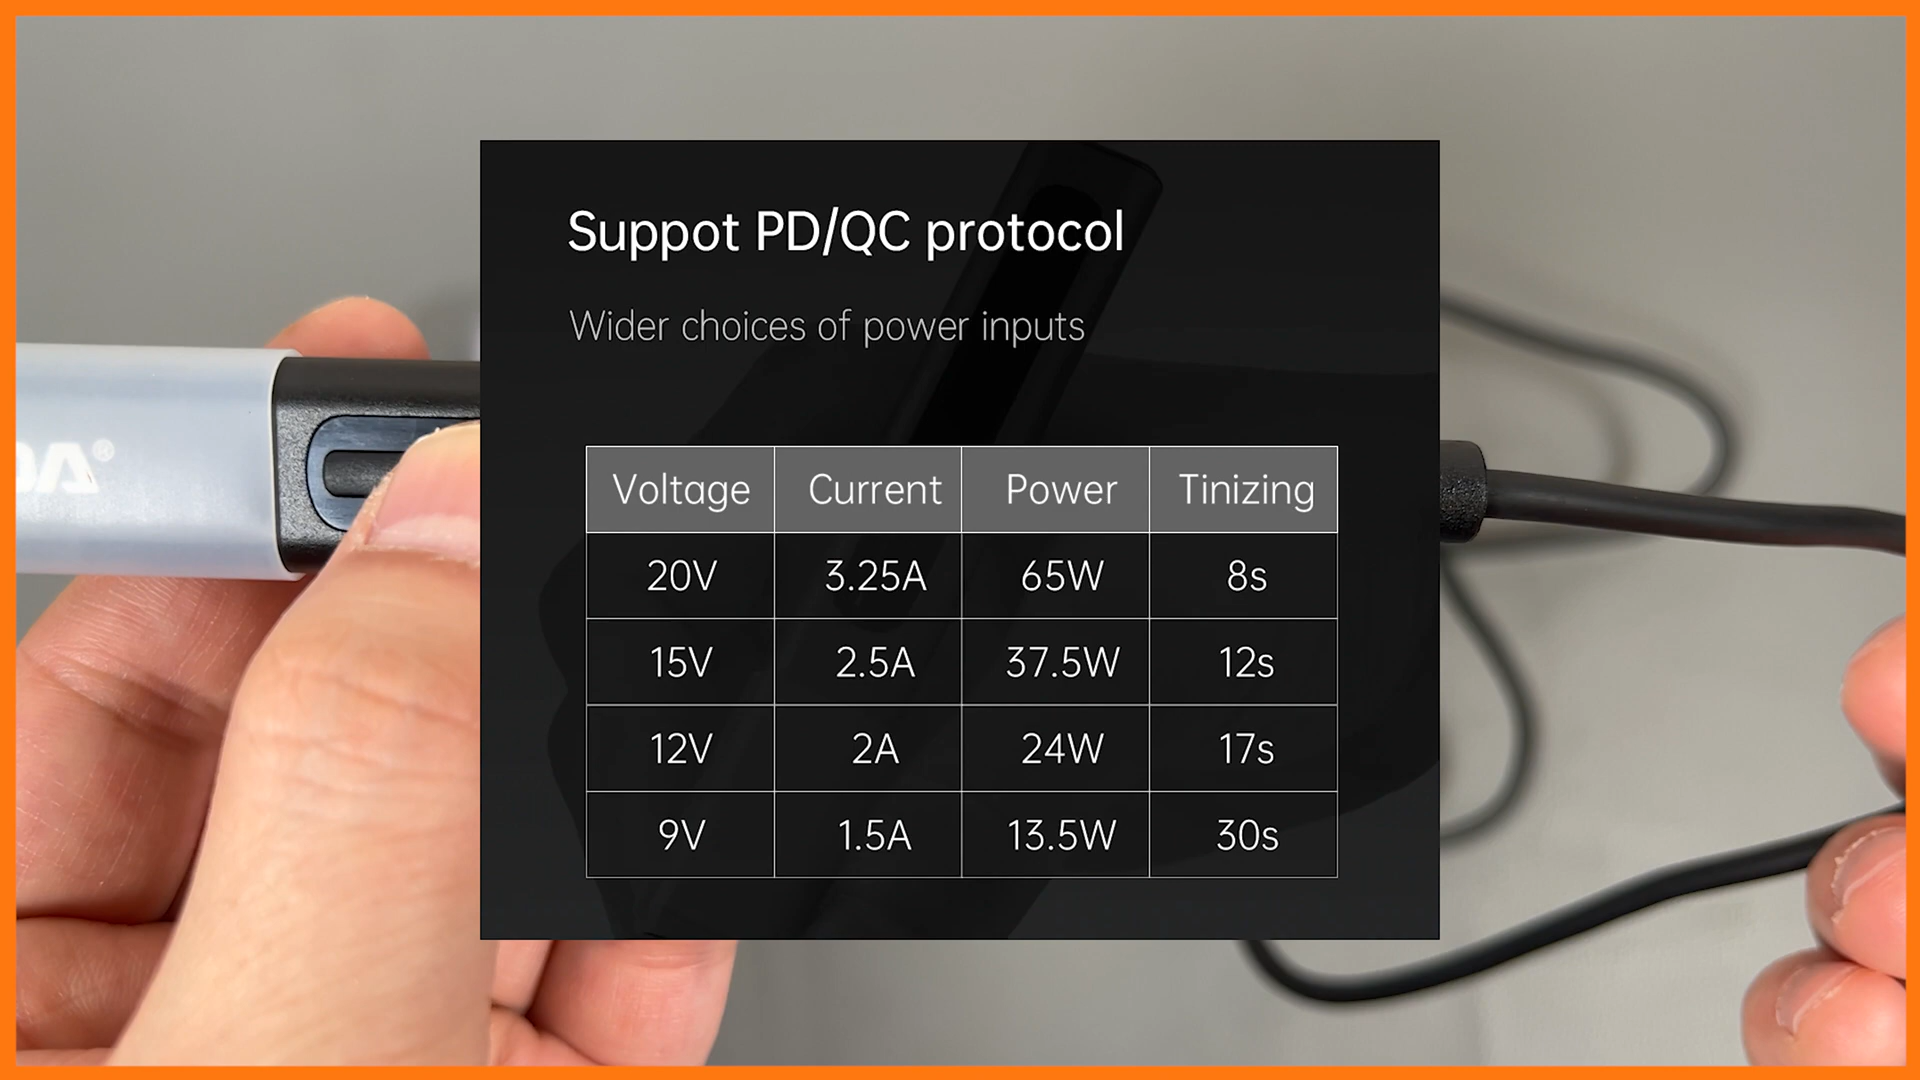 Suppot PD/QC protocol
Wider choices of power inputs
Voltage Current Power Tinizing
20V 3.25A 65W 8s
15V 2.5A 37.5W 12s
12V 2A 24W 17s
9V 1.5A 13.5W 30s